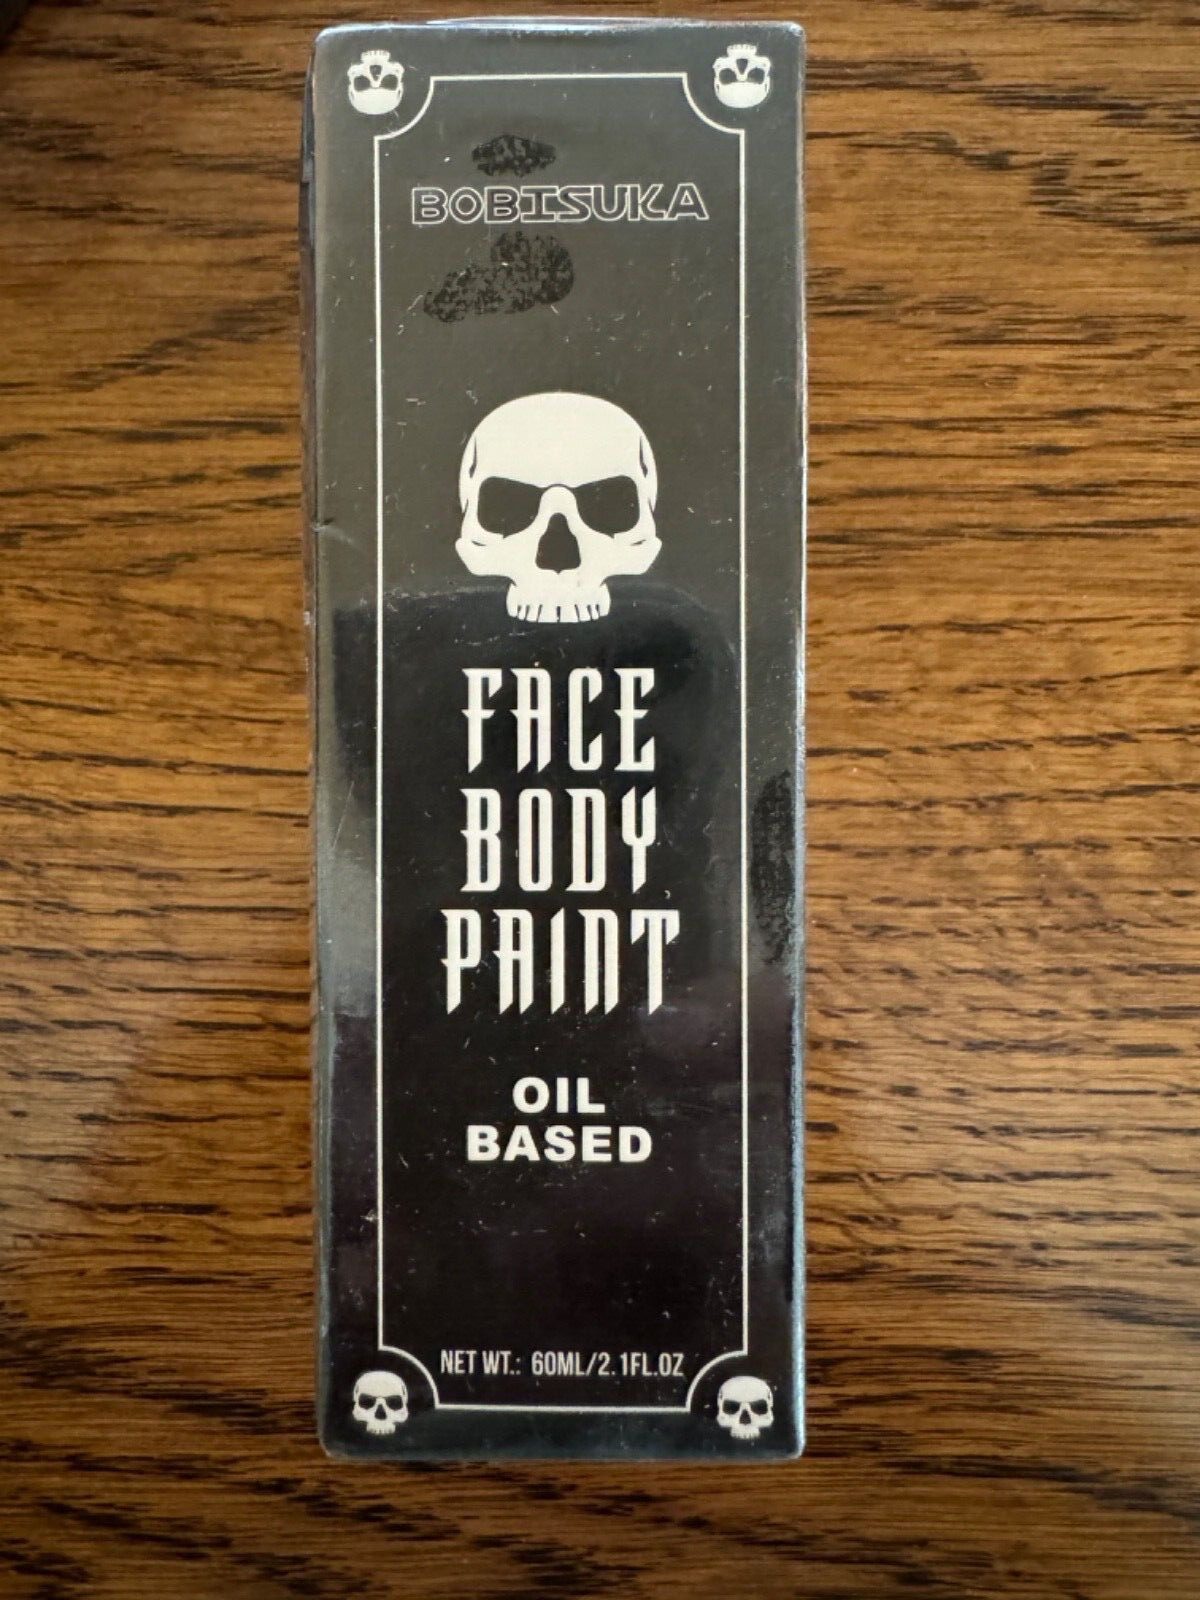 BOBISUKA
FACE
BODY
PAINT
OIL
BASED
NET WT.: 60ML/2.1FL.OZ